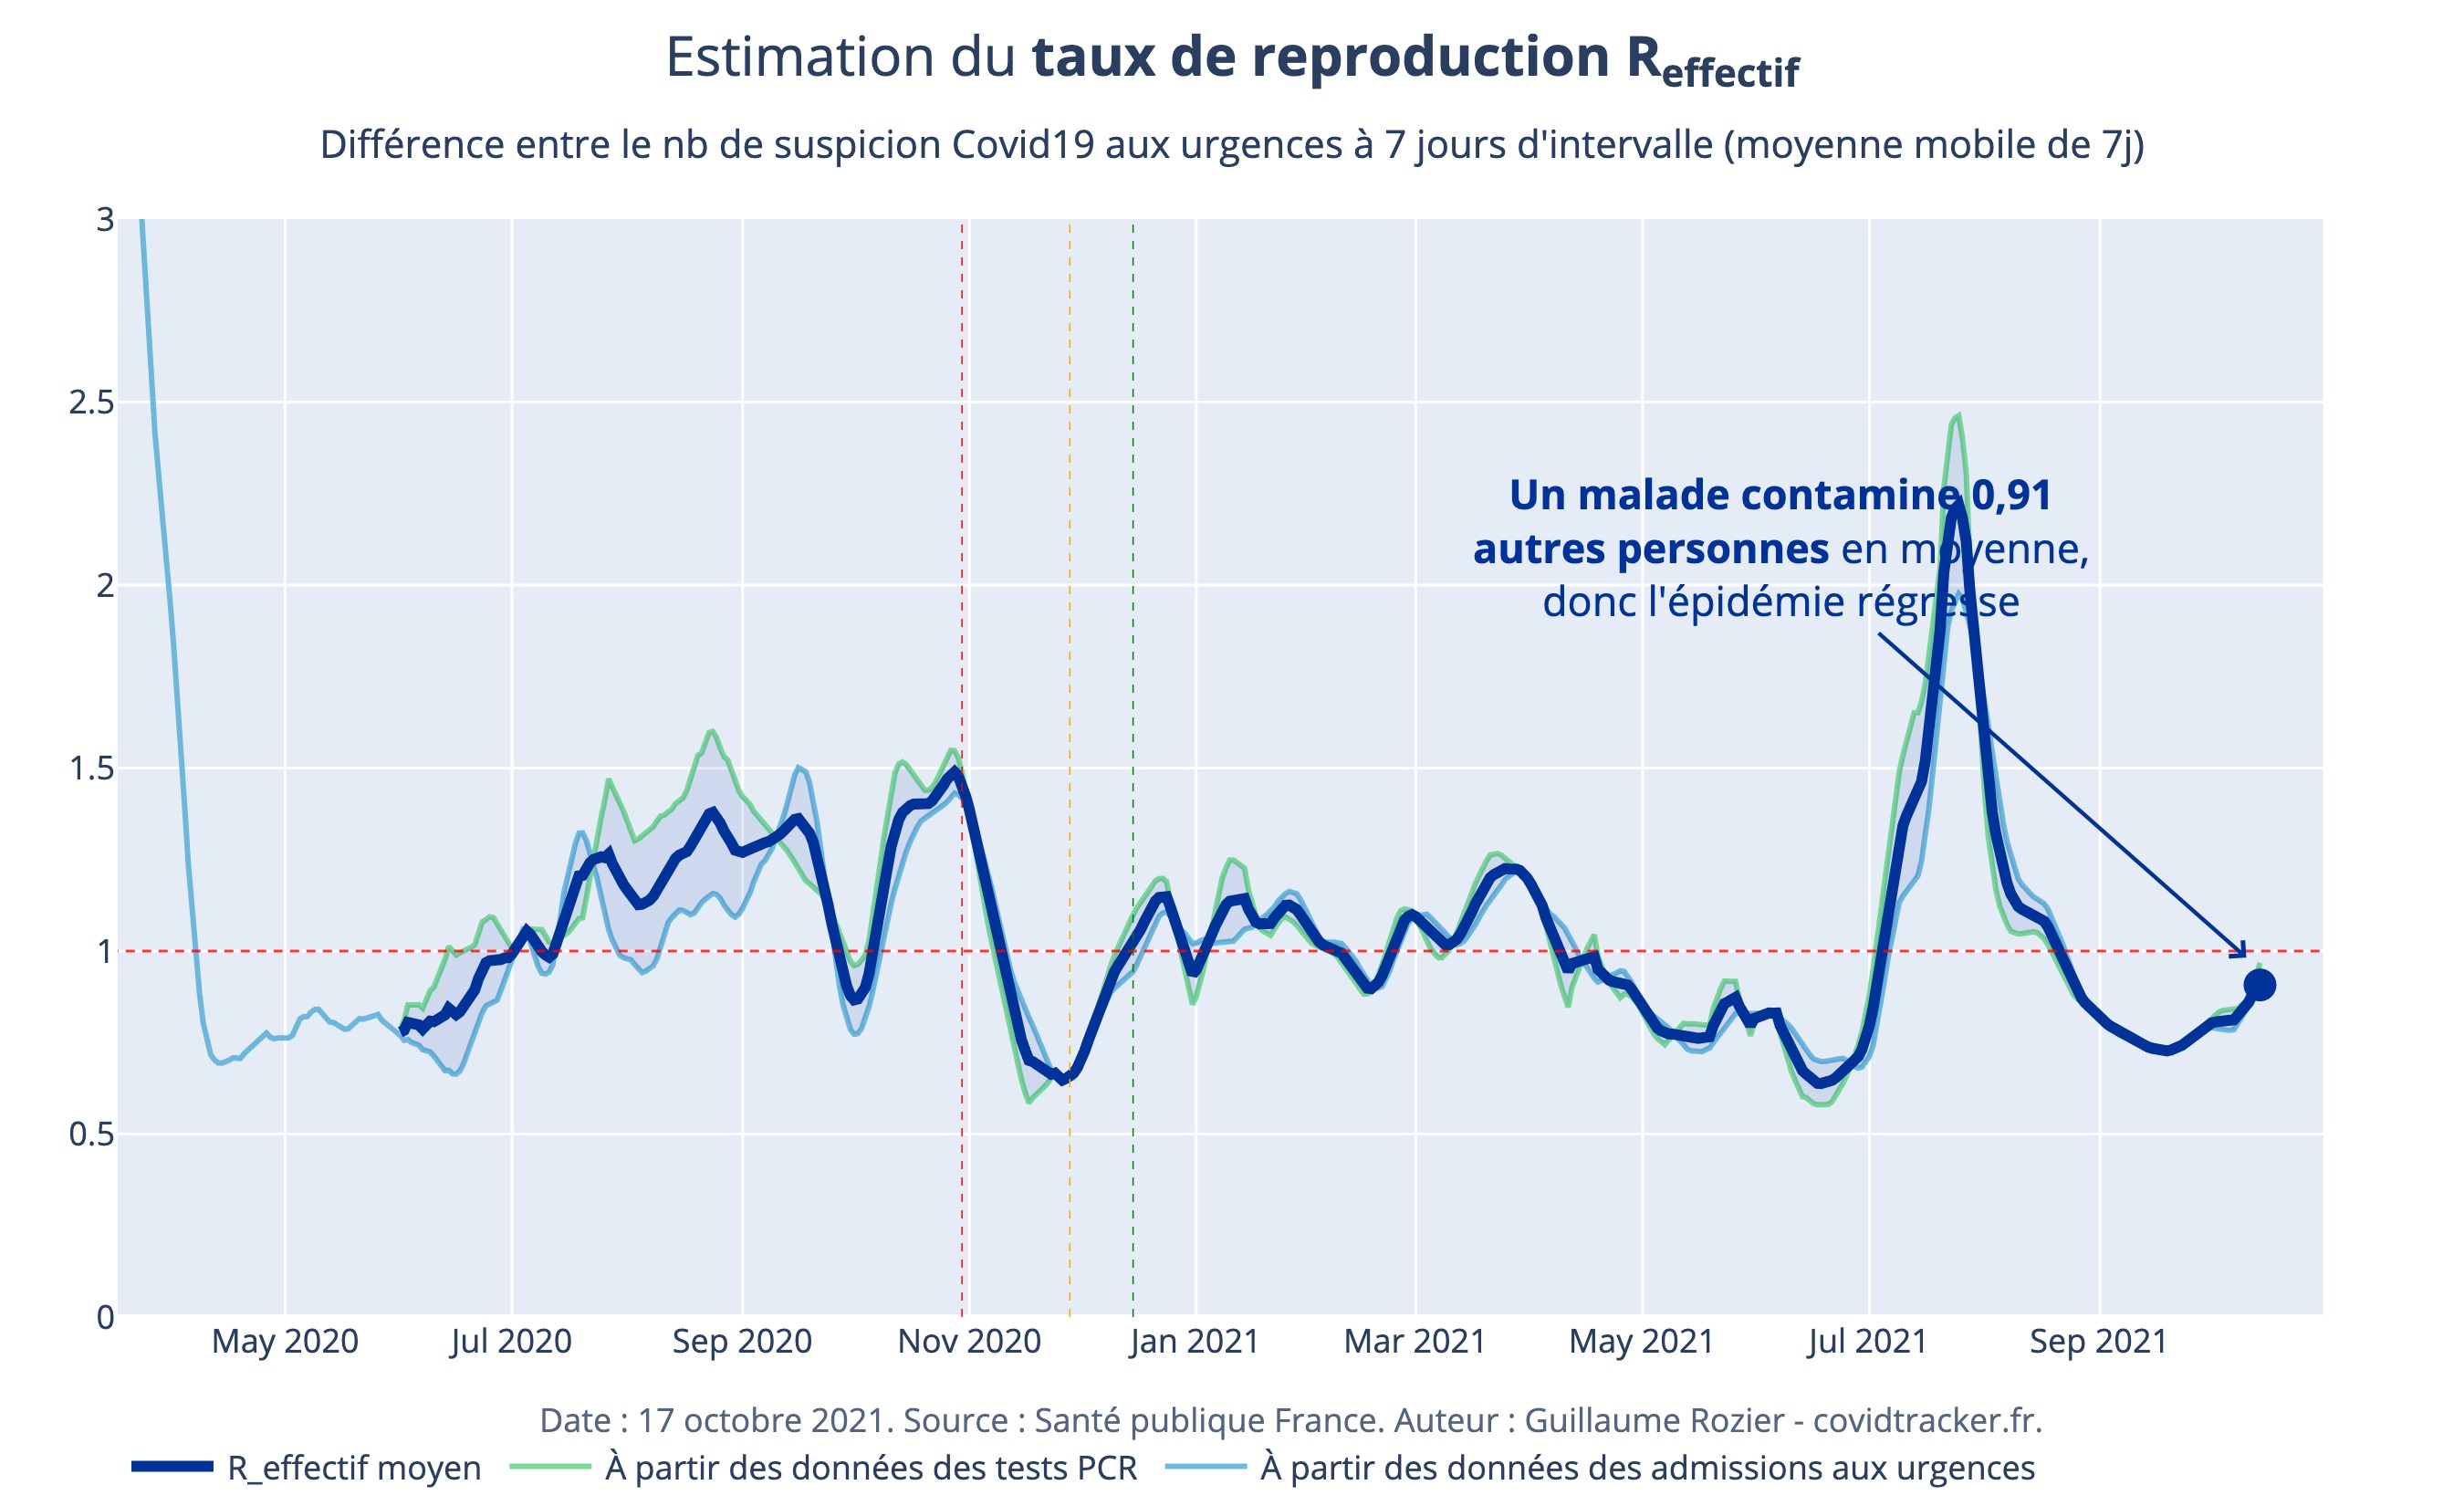 Estimation du taux de reproduction Reffectif
Différence entre le nb de suspicion Covid19 aux urgences à 7 jours d'intervalle (moyenne mobile de 7j)
3
2.5
2
1.5
1
0.5
0
Un malade contamine 0,91
autres personnes en moyenne,
donc l'épidémie régresse
May 2020 Jul 2020 Sep 2020 Nov 2020 Jan 2021 Mar 2021 May 2021 Jul 2021 Sep 2021
Date : 17 octobre 2021. Source : Santé publique France. Auteur : Guillaume Rozier - covidtracker.fr.
R_effectif moyen À partir des données des tests PCR À partir des données des admissions aux urgences